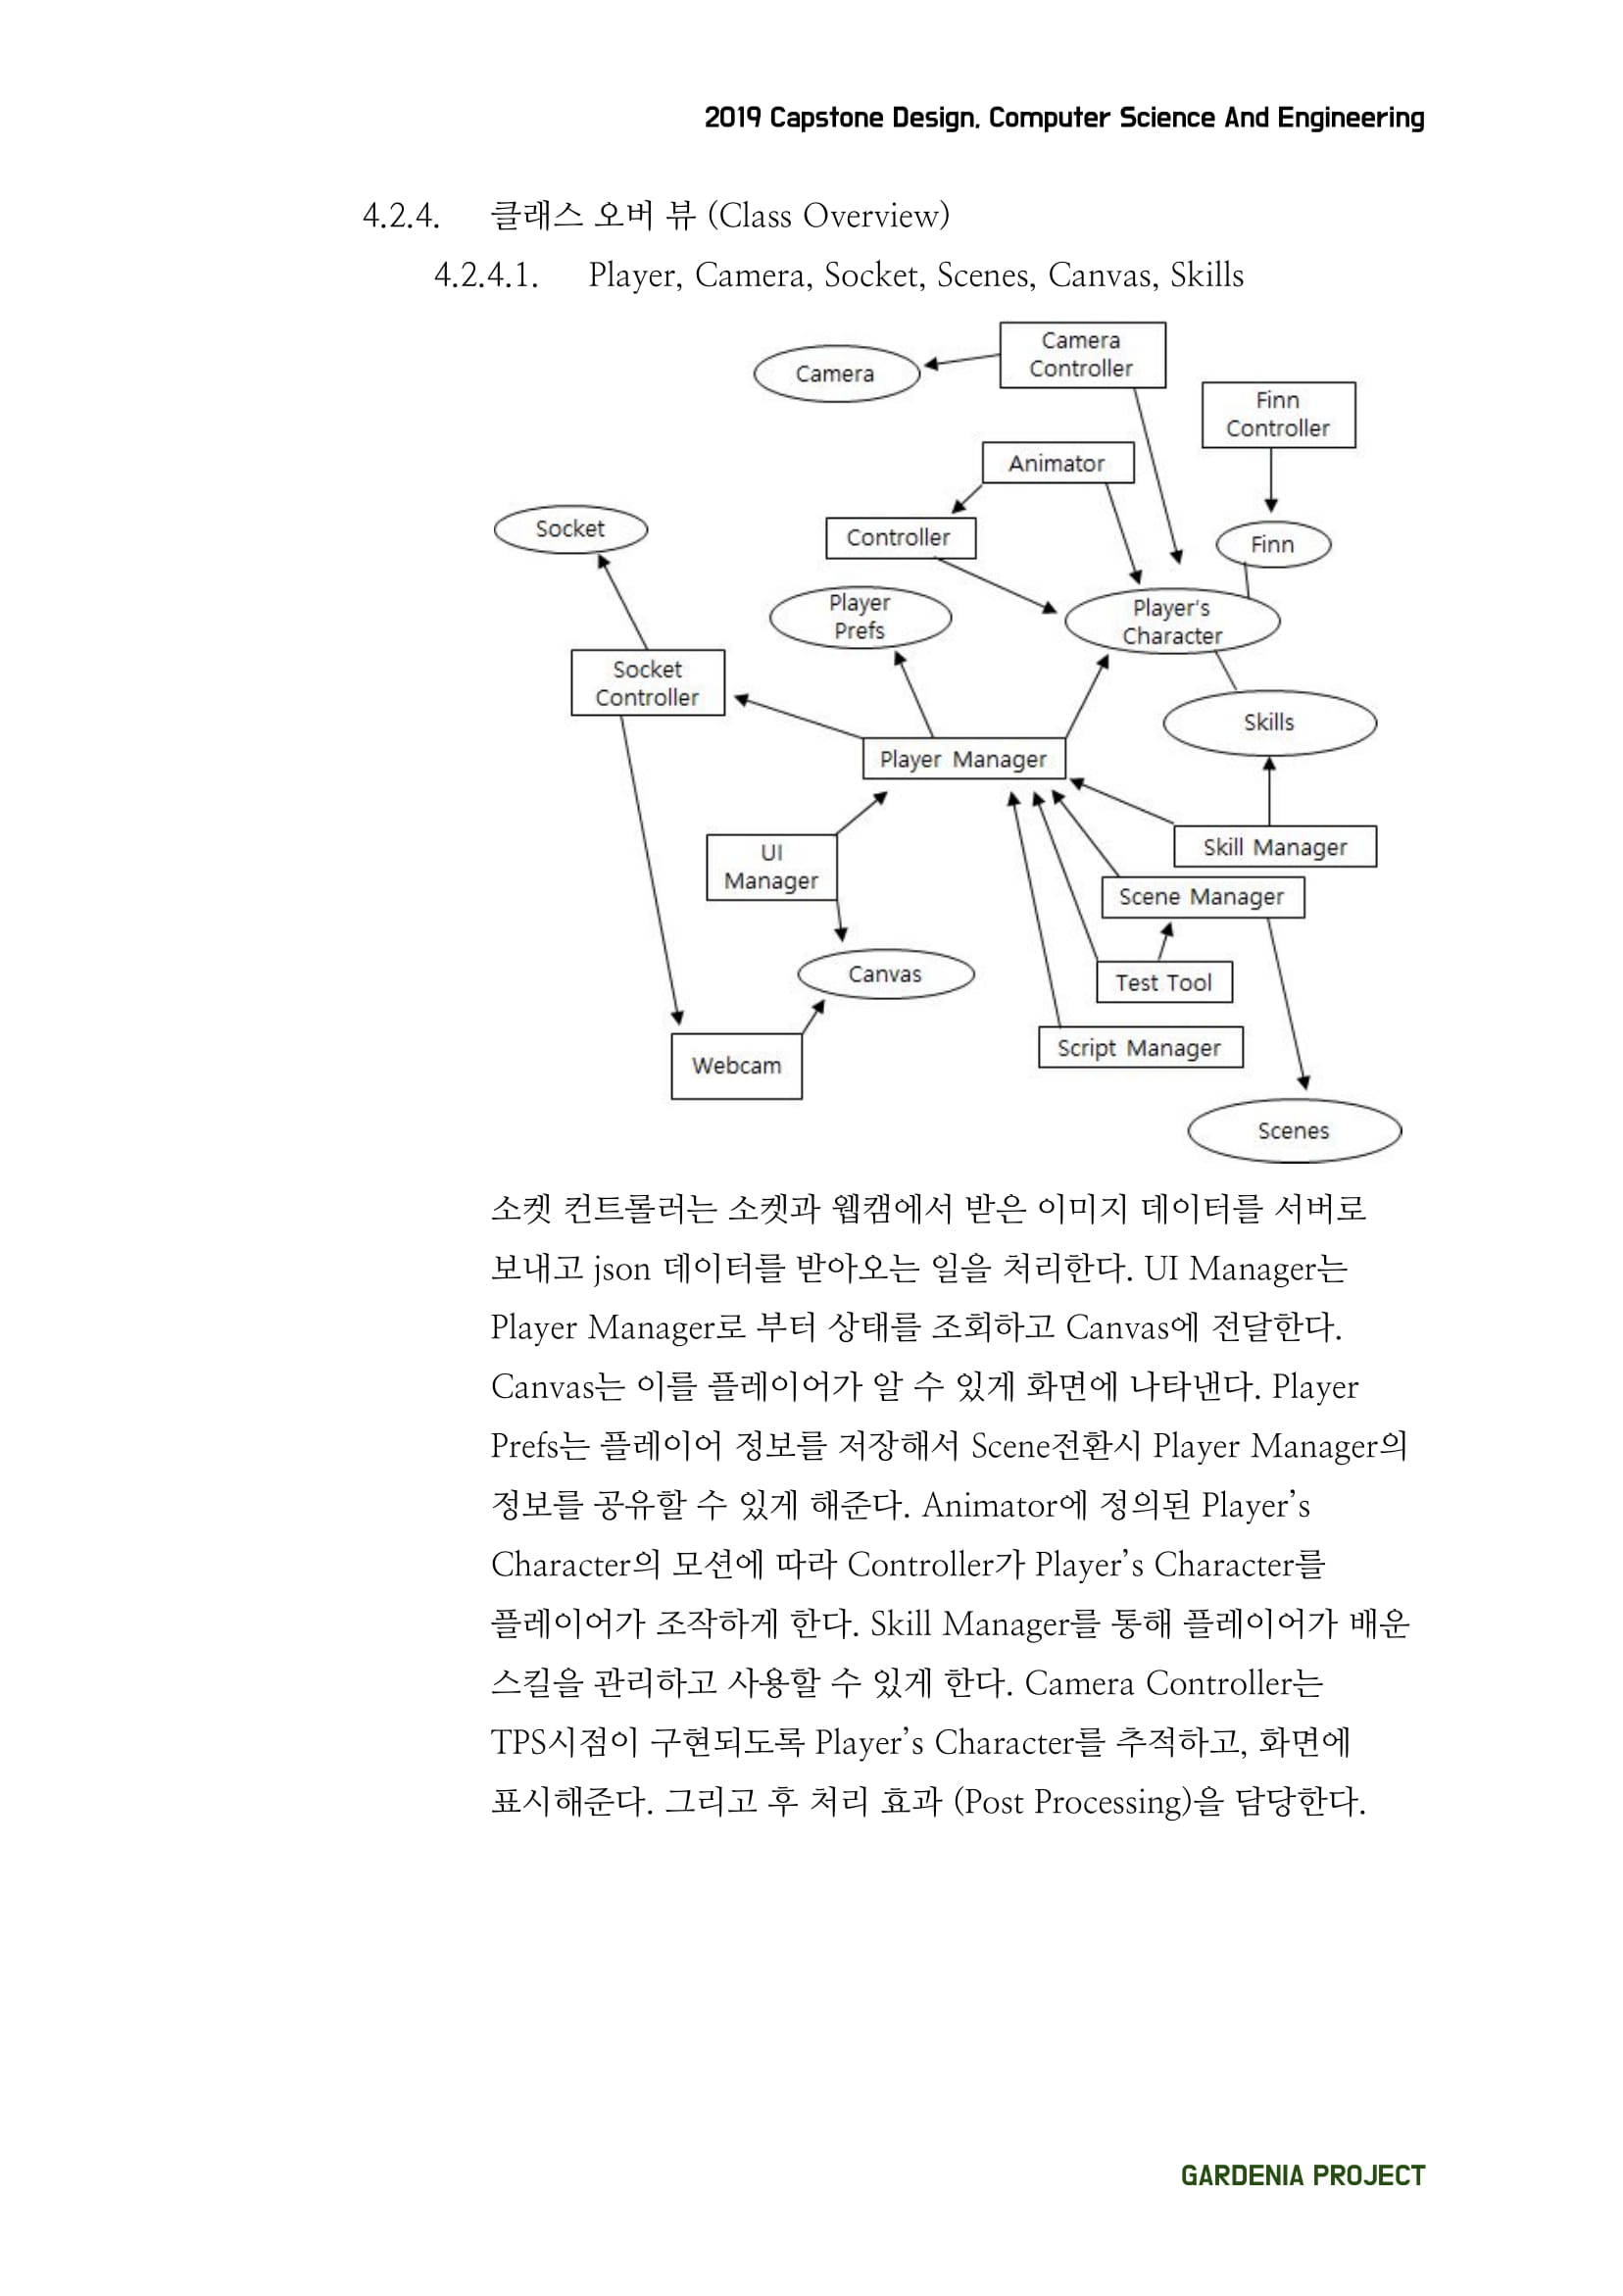 2019 Capstone Design, Computer Science And Engineering
4.2.4. 클래스 오버 뷰 (Class Overview)
4.2.4.1. Player, Camera, Socket, Scenes, Canvas, Skills
Camera
Controller
Camera
Finn
Controller
Animator
Socket
Controller
Finn
Player
Prefs
Player's
Character
Socket
Controller
Skills
Player Manager
Skill Manager
UI
Manager
Scene Manager
Canvas
Test Tool
Script Manager
Webcam
Scenes
소켓 컨트롤러는 소켓과 웹캠에서 받은 이미지 데이터를 서버로
보내고 json 데이터를 받아오는 일을 처리한다. UI Manager는
Player Manager로 부터 상태를 조회하고 Canvas에 전달한다.
Canvas는 이를 플레이어가 알 수 있게 화면에 나타낸다. Player
Prefs는 플레이어 정보를 저장해서 Scene전환시 Player Manager의
정보를 공유할 수 있게 해준다. Animator에 정의된 Player’s
Character의 모션에 따라 Controller가 Player’s Character를
플레이어가 조작하게 한다. Skill Manager를 통해 플레이어가 배운
스킬을 관리하고 사용할 수 있게 한다. Camera Controller는
TPS시점이 구현되도록 Player’s Character를 추적하고, 화면에
표시해준다. 그리고 후 처리 효과 (Post Processing)을 담당한다.
GARDENIA PROJECT